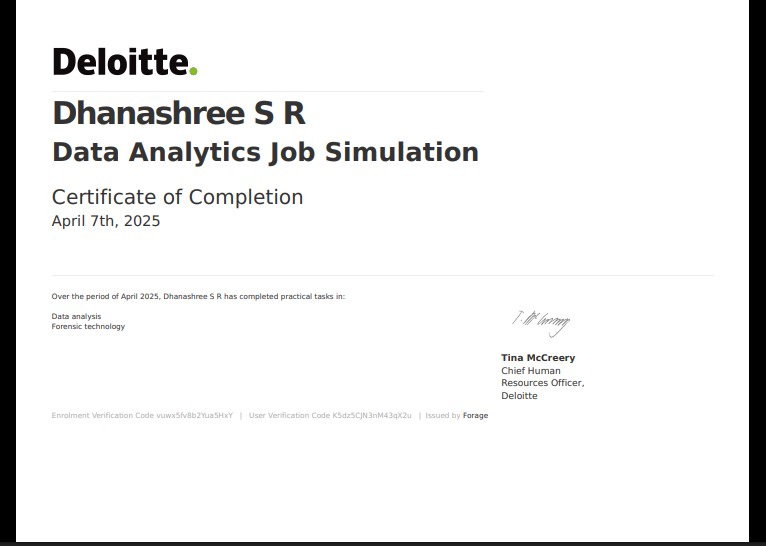 Deloitte.
Dhanashree S R
Data Analytics Job Simulation
Certificate of Completion
April 7th, 2025
Over the period of April 2025, Dhanashree S R has completed practical tasks in:
Data analysis
Forensic technology
Tina McCreery
Chief Human
Resources Officer,
Deloitte
Enrolment Verification Code vuwx5fv8b2Yua5HxY | User Verification Code K5dz5CJN3nM43qX2u | Issued by Forage